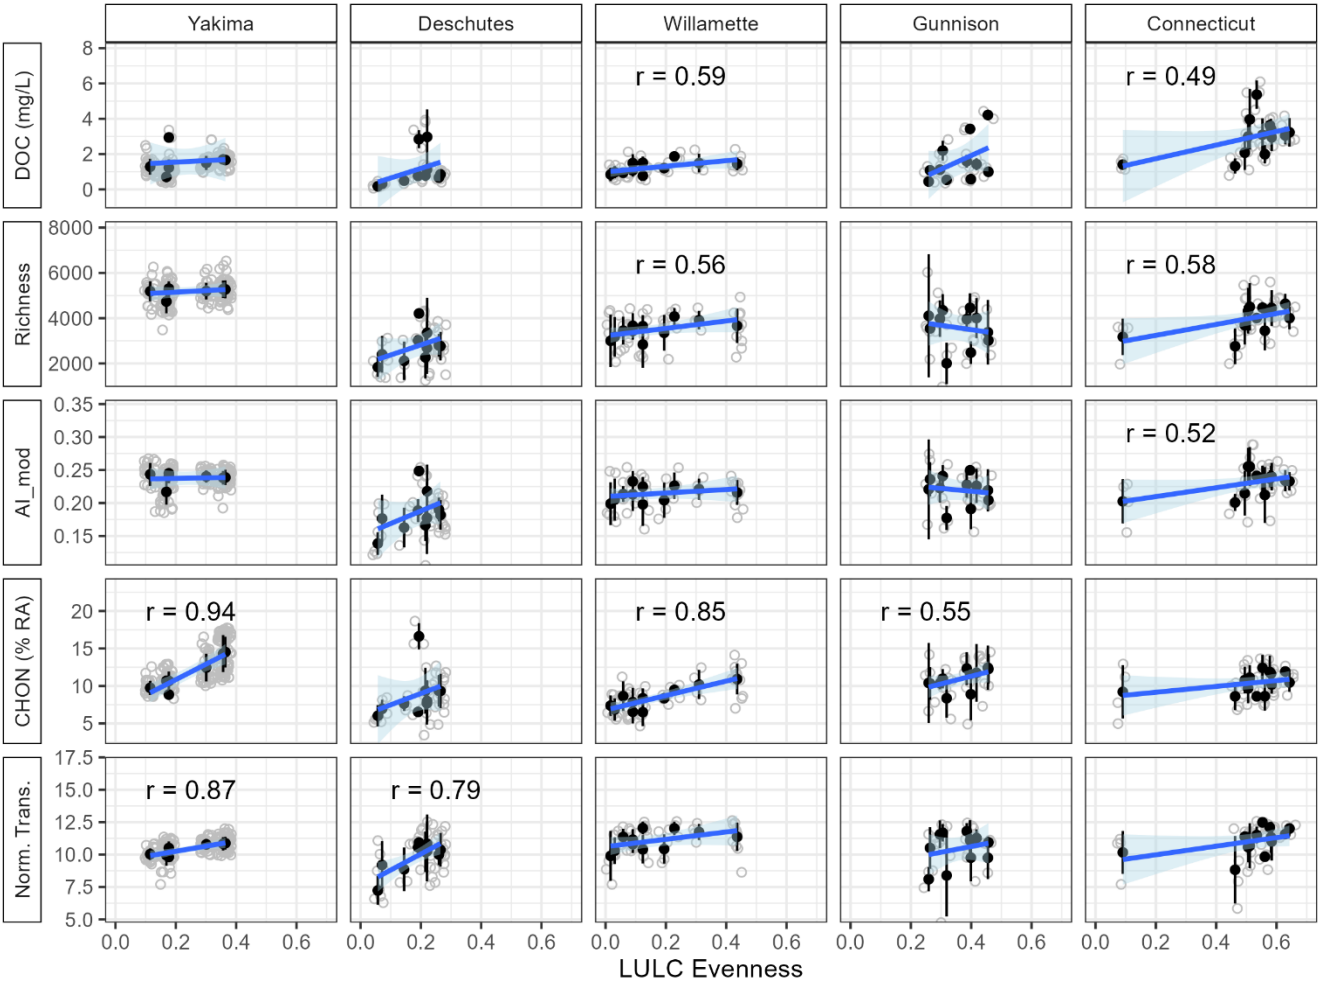 Yakima Deschutes Willamette Gunnison Connecticut
DOC (mg/L)
8
6
4
2
0
r = 0.59
r = 0.49
Richness
8000
6000
4000
2000
r = 0.56
r = 0.58
AI_mod
0.35
0.30
0.25
0.20
0.15
r = 0.52
CHON (% RA)
20
15
10
5
r = 0.94
r = 0.85
r = 0.55
Norm. Trans.
17.5
15.0
12.5
10.0
7.5
5.0
r = 0.87
r = 0.79
0.0 0.2 0.4 0.6 0.0 0.2 0.4 0.6 0.0 0.2 0.4 0.6 0.0 0.2 0.4 0.6 0.0 0.2 0.4 0.6
LULC Evenness